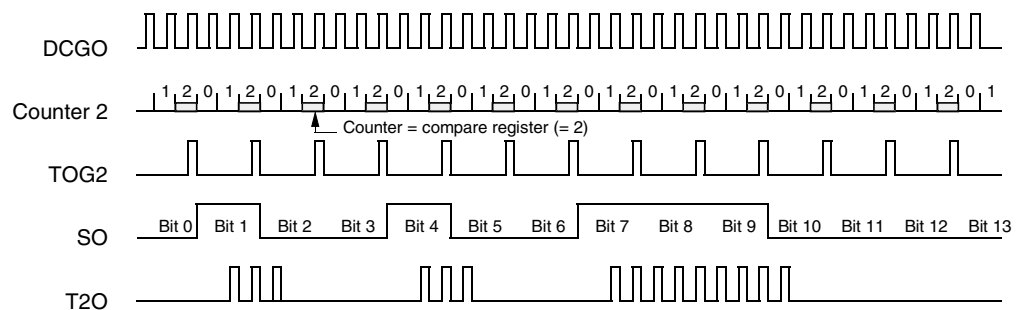 DCGO
1 2 0 1 2 0 1 2 0 1 2 0 1 2 0 1 2 0 1 2 0 1 2 0 1 2 0 1 2 0 1 2 0 1 2 0 1 2 0 1
Counter 2
Counter = compare register (= 2)
TOG2
SO Bit 0 Bit 1 Bit 2 Bit 3 Bit 4 Bit 5 Bit 6 Bit 7 Bit 8 Bit 9 Bit 10 Bit 11 Bit 12 Bit 13
T2O